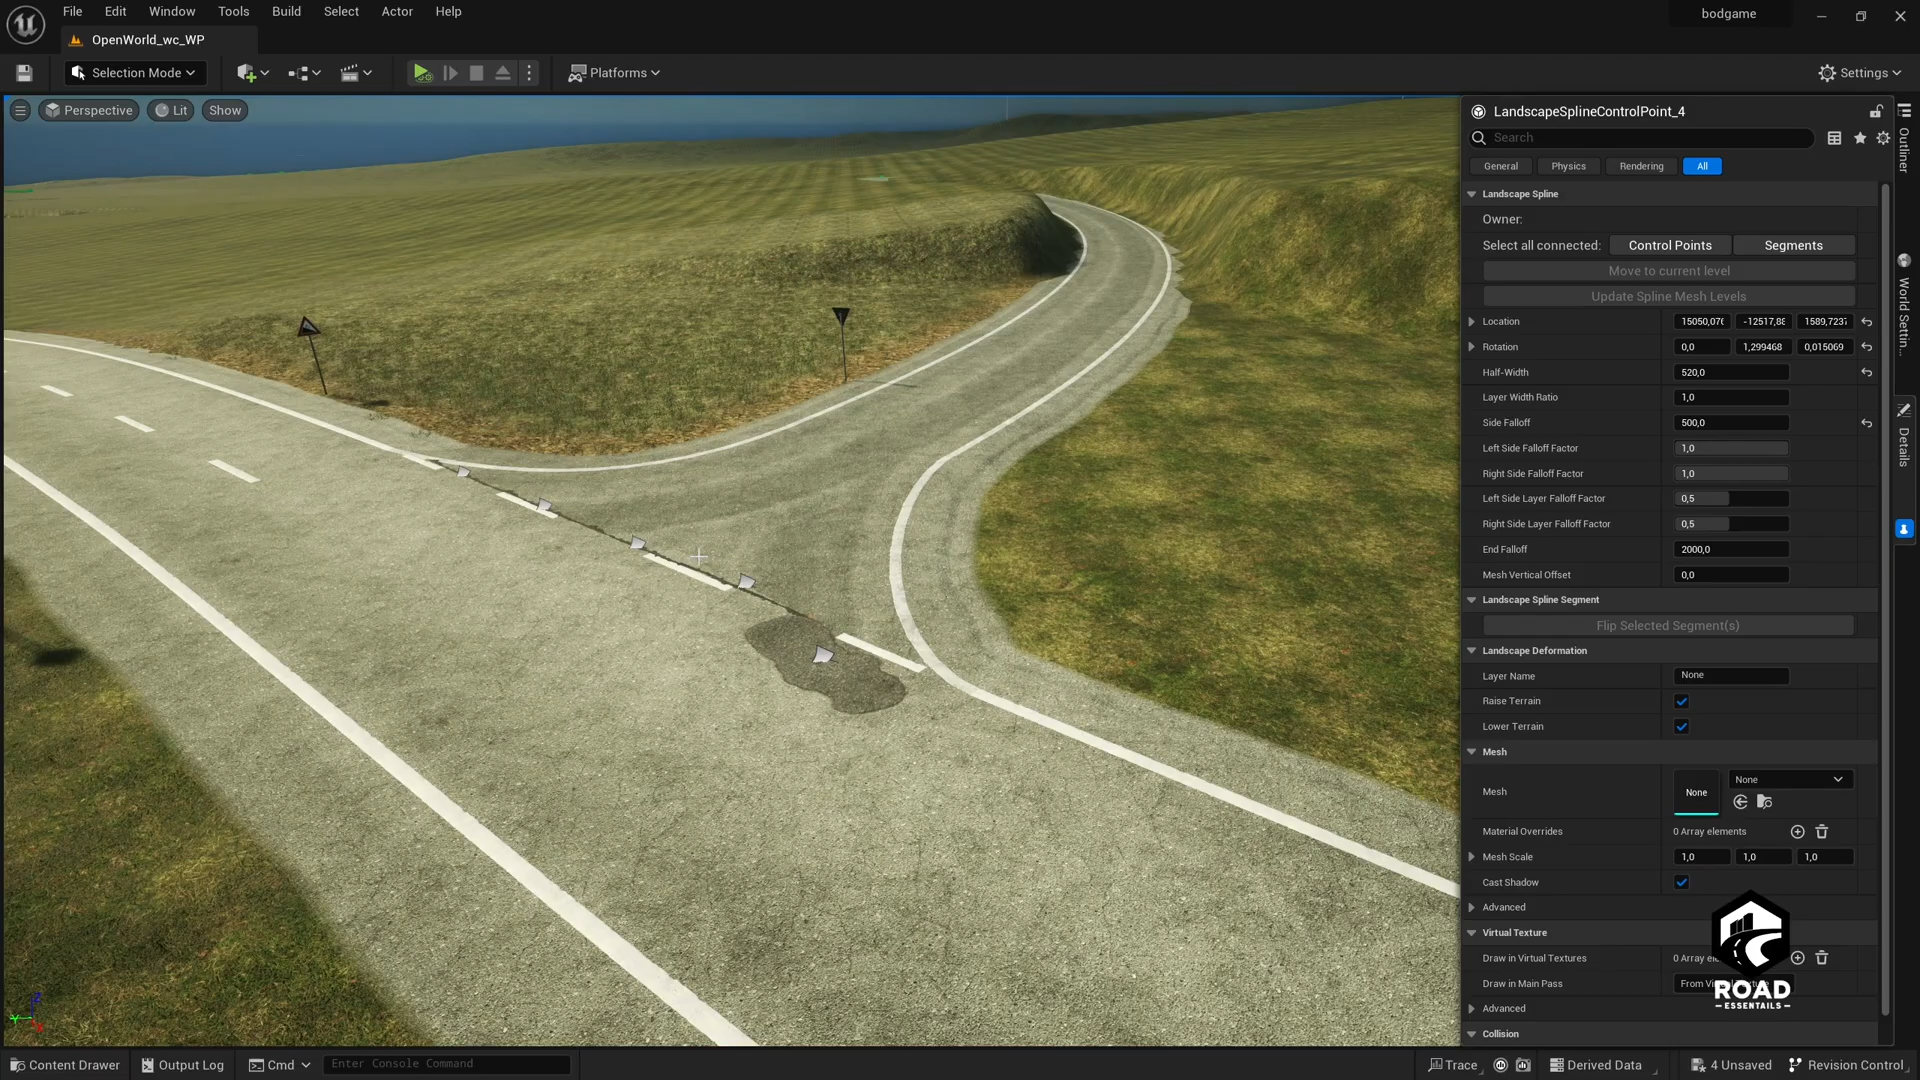 File Edit Window Tools Build Select Actor Help
bodgame
OpenWorld_wc_WP
Selection Mode
Platforms
Settings
Perspective Lit Show
LandscapeSplineControlPoint_4
Search
General Physics Rendering All
Landscape Spline
Owner:
Select all connected: Control Points Segments
Move to current level
Update Spline Mesh Levels
Location 15050,076 -12517,88 1589,7237
Rotation 0,0 1,299468 0,015069
Half-Width 520,0
Layer Width Ratio 1,0
Side Falloff 500,0
Left Side Falloff Factor 1,0
Right Side Falloff Factor 1,0
Left Side Layer Falloff Factor 0,5
Right Side Layer Falloff Factor 0,5
End Falloff 2000,0
Mesh Vertical Offset 0,0
Landscape Spline Segment
Flip Selected Segment(s)
Landscape Deformation
Layer Name None
Raise Terrain
Lower Terrain
Mesh
Mesh None None
Material Overrides 0 Array elements
Mesh Scale 1,0 1,0 1,0
Cast Shadow
Advanced
Virtual Texture
Draw in Virtual Textures 0 Array
Draw in Main Pass From
Advanced
Collision
ROAD
ESSENTAILS
Outliner
World Settin...
Details
Content Drawer Output Log Cmd Enter Console Command
Trace Derived Data 4 Unsaved Revision Control